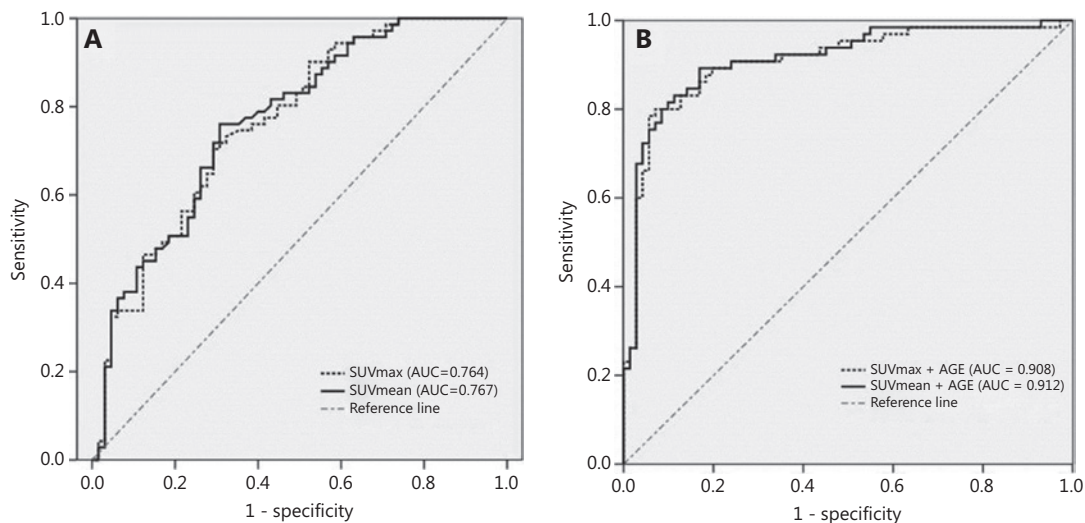 A
1.0
0.8
0.6
0.4
0.2
0.0
Sensitivity
SUVmax (AUC=0.764)
SUVmean (AUC=0.767)
Reference line
0.0 0.2 0.4 0.6 0.8 1.0
1 - specificity
B
1.0
0.8
0.6
0.4
0.2
0.0
Sensitivity
SUVmax + AGE (AUC = 0.908)
SUVmean + AGE (AUC = 0.912)
Reference line
0.0 0.2 0.4 0.6 0.8 1.0
1 - specificity